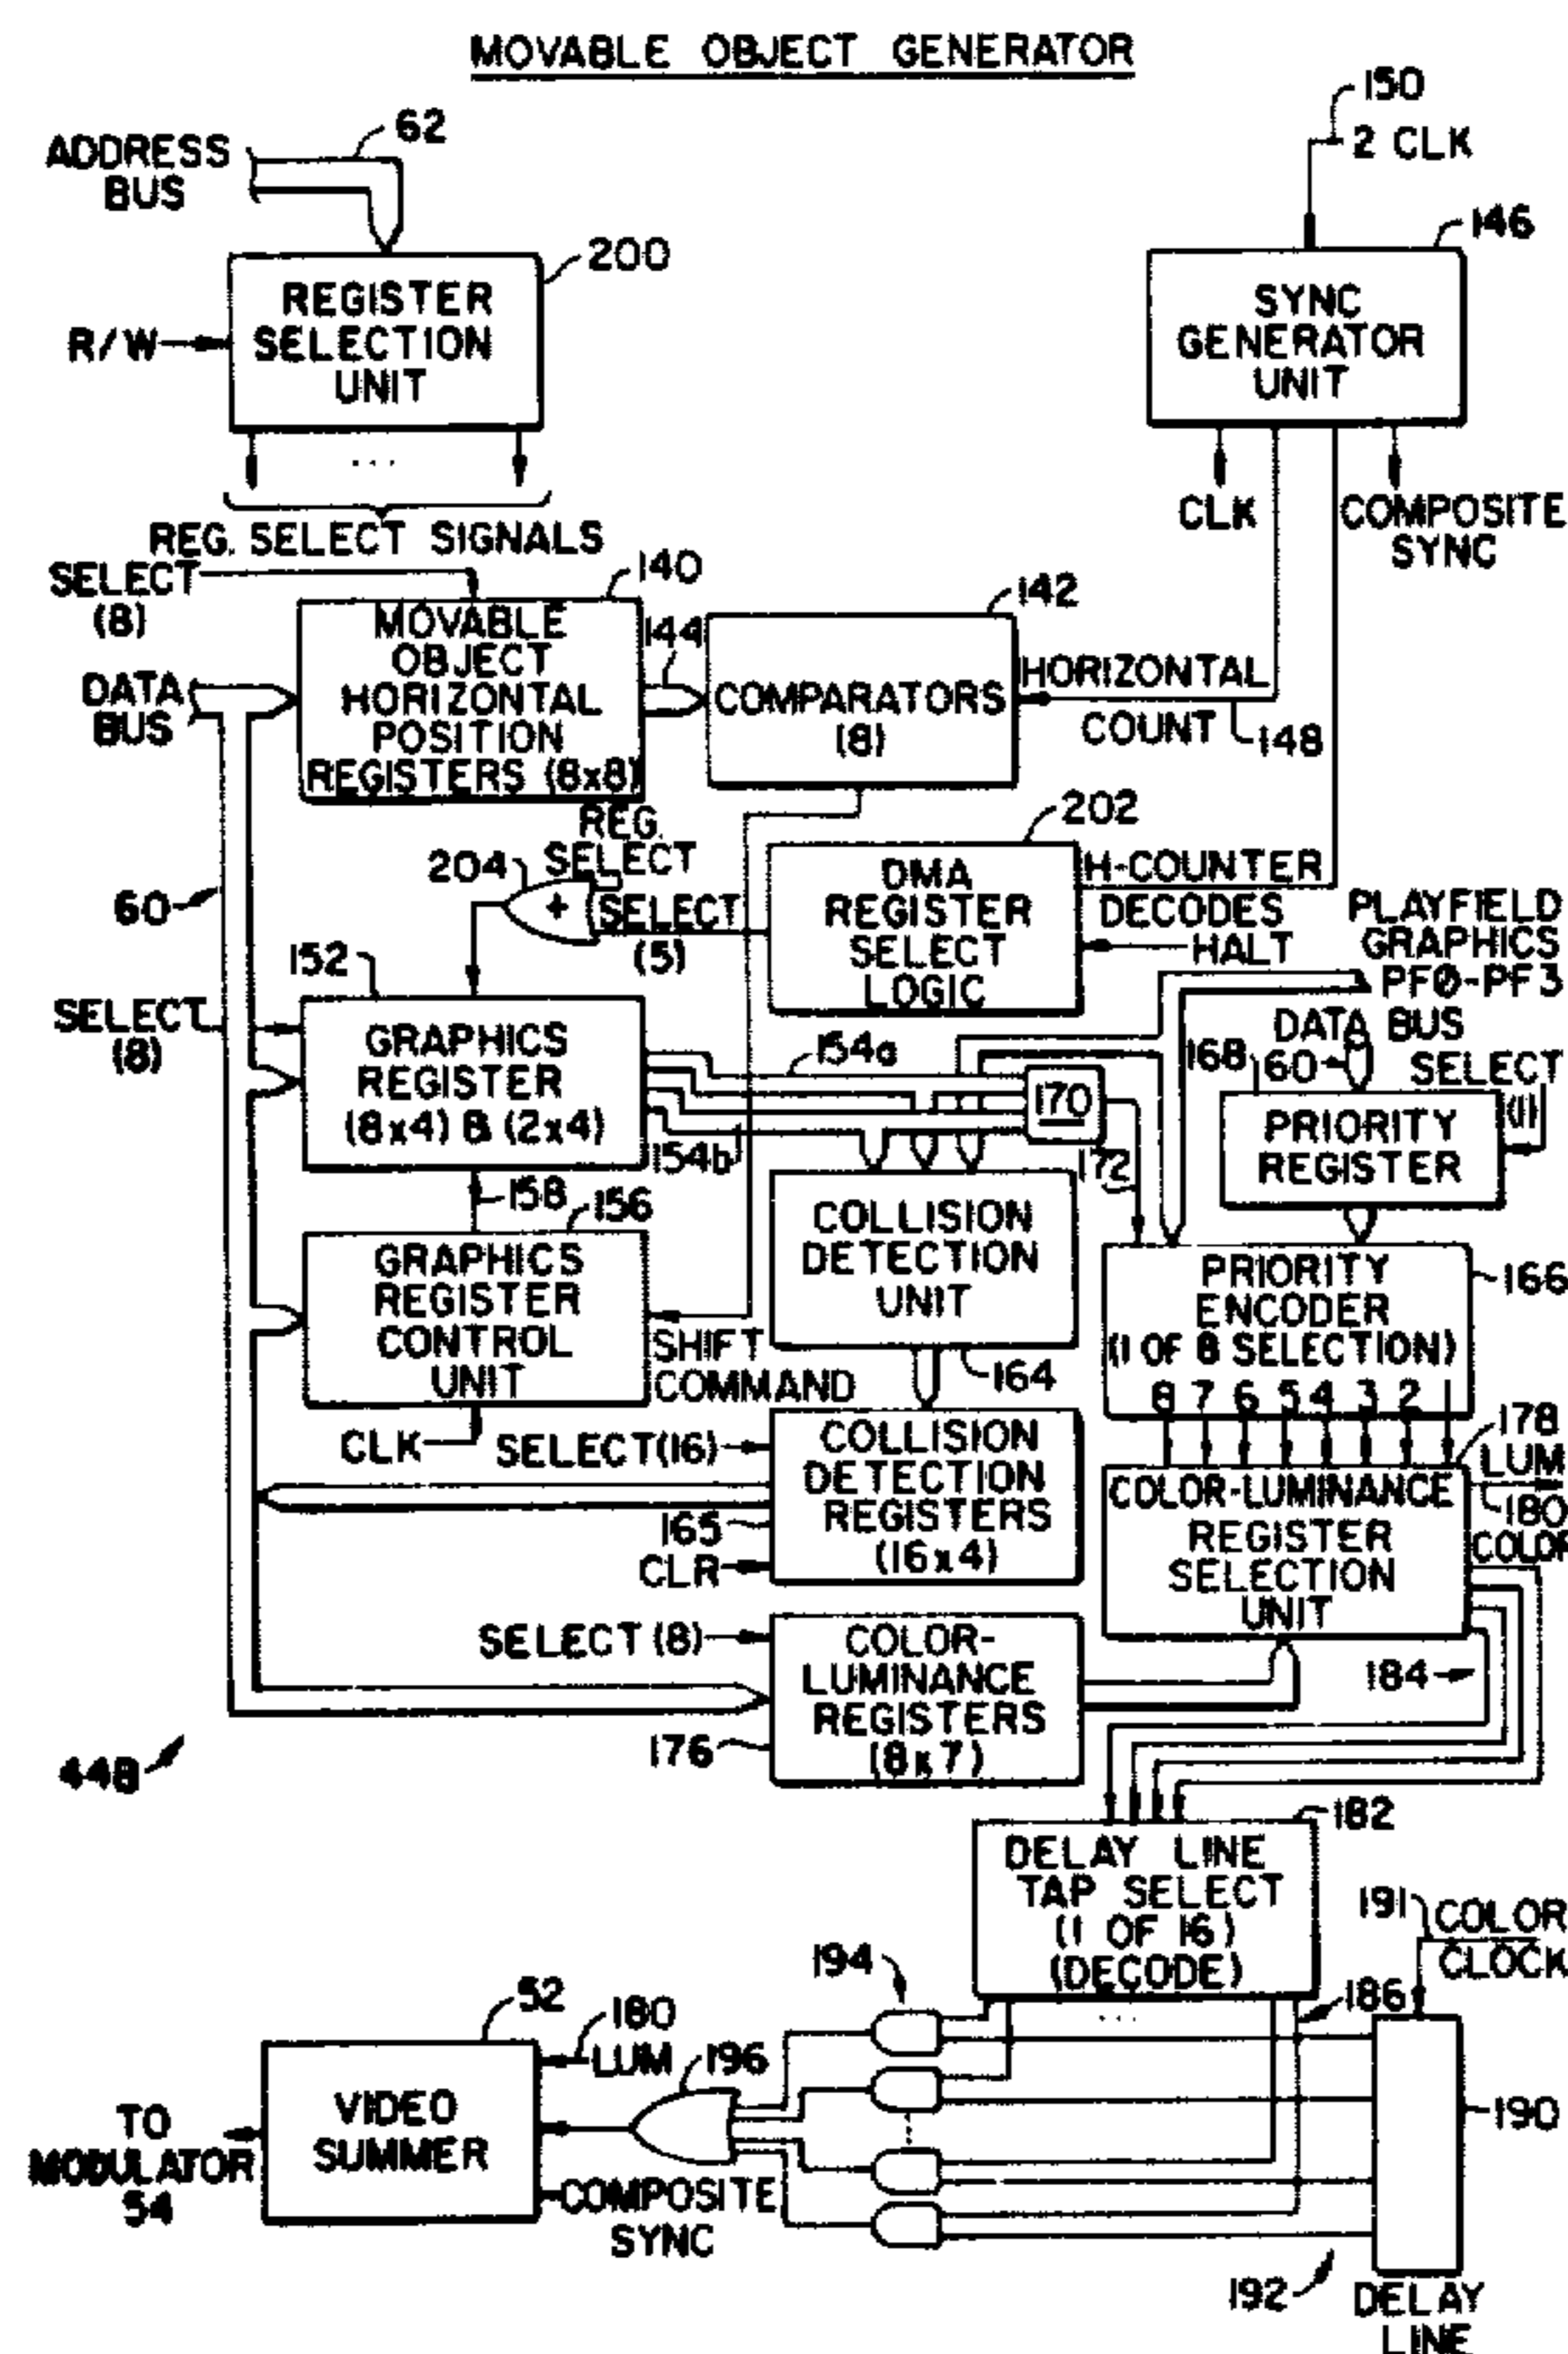 MOVABLE OBJECT GENERATOR
150
2 CLK
62
ADDRESS
BUS
200
146
REGISTER
SELECTION
UNIT
R/W
SYNC
GENERATOR
UNIT
...
CLK
COMPOSITE
SYNC
REG. SELECT SIGNALS
SELECT
(8)
140
142
MOVABLE
OBJECT
HORIZONTAL
POSITION
REGISTERS (8x8)
144
COMPARATORS
(8)
HORIZONTAL
COUNT
148
DATA
BUS
REG.
SELECT
204
+
SELECT
(5)
202
DMA
REGISTER
SELECT
LOGIC
H-COUNTER
DECODES
HALT
60
PLAYFIELD
GRAPHICS
PF0-PF3
152
SELECT
(8)
GRAPHICS
REGISTER
(8x4) & (2x4)
154a
154b
170
172
DATA BUS
168
60
SELECT
(1)
PRIORITY
REGISTER
158
156
GRAPHICS
REGISTER
CONTROL
UNIT
CLK
SHIFT
COMMAND
COLLISION
DETECTION
UNIT
164
PRIORITY
ENCODER
(1 OF 8 SELECTION)
8 7 6 5 4 3 2
166
SELECT (16)
COLLISION
DETECTION
REGISTERS
(16x4)
165
CLR
178
LUM
180
COLOR
COLOR-LUMINANCE
REGISTER
SELECTION
UNIT
184
SELECT (8)
COLOR-
LUMINANCE
REGISTERS
(8x7)
176
448
182
DELAY LINE
TAP SELECT
(1 OF 16)
(DECODE)
191
COLOR
CLOCK
194
...
186
52
180
LUM
196
VIDEO
SUMMER
TO
MODULATOR
54
COMPOSITE
SYNC
190
192
DELAY
LINE